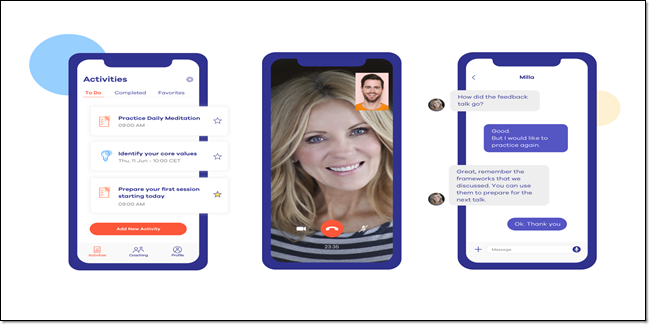 Activities
To Do Completed Favorites
Practice Daily Meditation
09:00 AM
Identify your core values
Thu, 11 Jun - 10:00 CET
Prepare your first session
starting today
09:00 AM
Add New Activity
Activities Coaching Profile
23:35
Milla
How did the feedback
talk go?
Good.
But I would like to
practice again.
Great, remember the
frameworks that we
discussed. You can use
them to prepare for the
next talk.
Ok. Thank you
Message